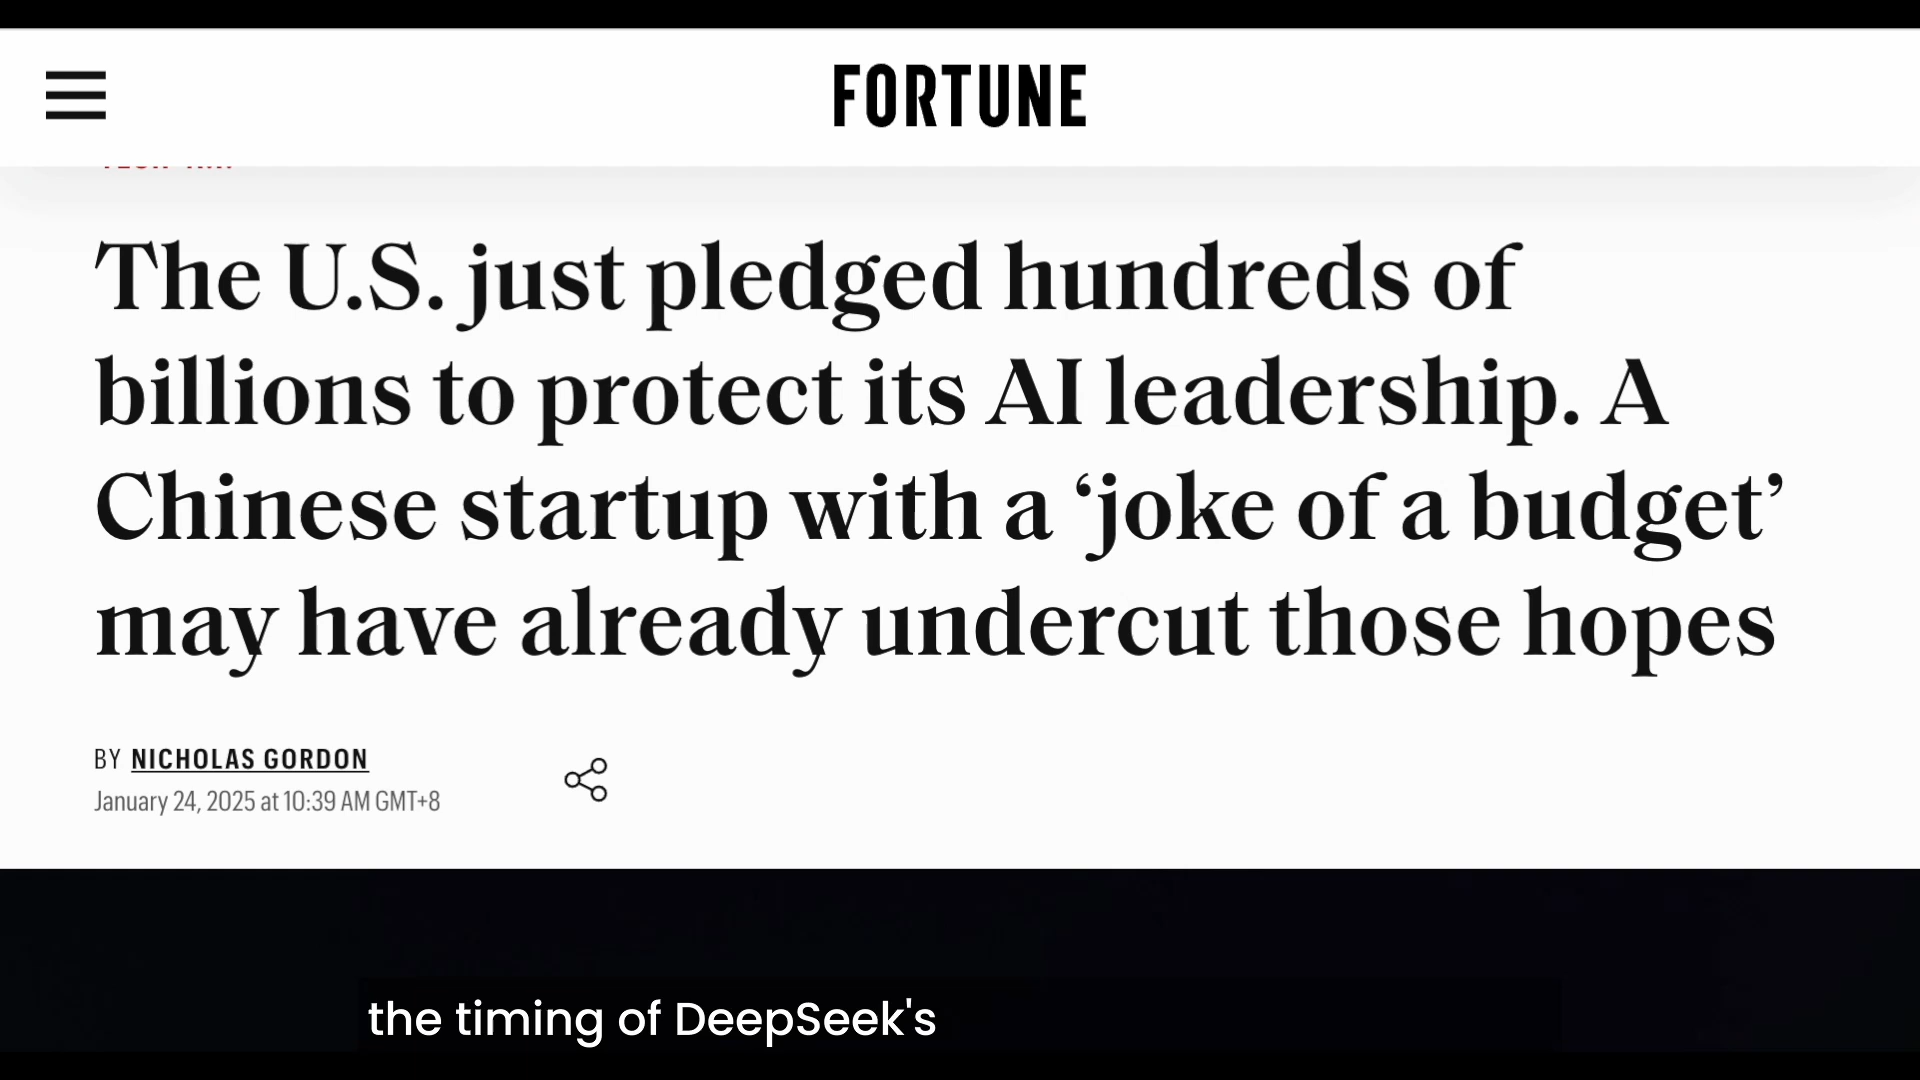 FORTUNE
The U.S. just pledged hundreds of
billions to protect its AI leadership. A
Chinese startup with a ‘joke of a budget’
may have already undercut those hopes
BY NICHOLAS GORDON
January 24, 2025 at 10:39 AM GMT+8
the timing of DeepSeek's